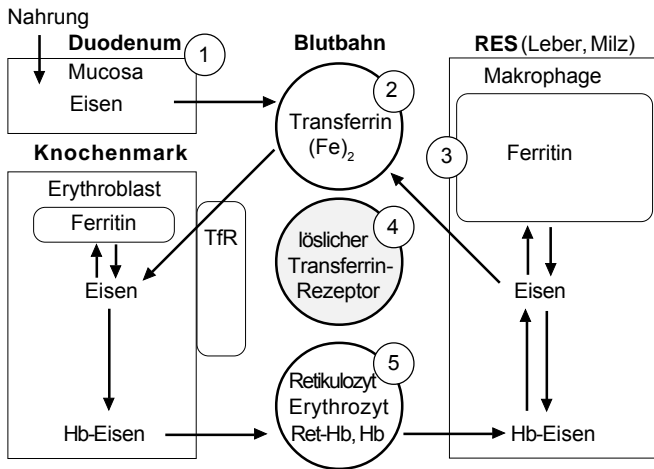 Nahrung
Duodenum
1
Mucosa
Eisen
Blutbahn
2
Transferrin
(Fe)2
RES (Leber, Milz)
Makrophage
3
Ferritin
Knochenmark
Erythroblast
Ferritin
TfR
Eisen
Hb-Eisen
4
löslicher
Transferrin-
Rezeptor
5
Retikulozyt
Erythrozyt
Ret-Hb, Hb
Eisen
Hb-Eisen